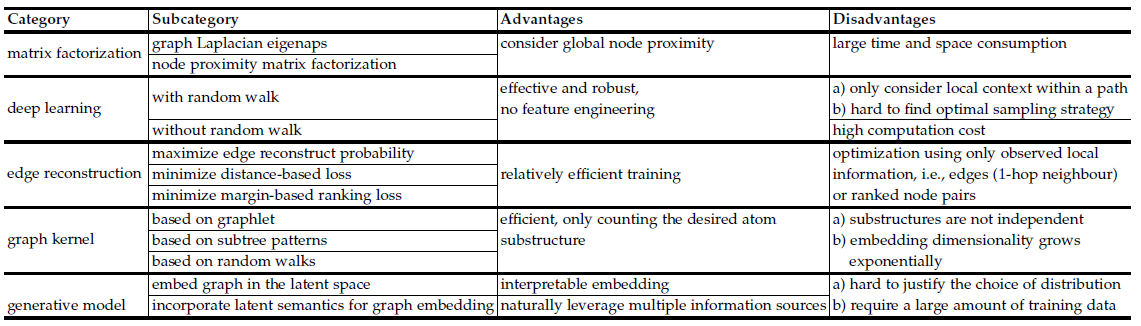 Category Subcategory Advantages Disadvantages
matrix factorization graph Laplacian eigenaps consider global node proximity large time and space consumption
node proximity matrix factorization
deep learning with random walk effective and robust, no feature engineering a) only consider local context within a path
b) hard to find optimal sampling strategy
without random walk high computation cost
edge reconstruction maximize edge reconstruct probability relatively efficient training optimization using only observed local
minimize distance-based loss information, i.e., edges (1-hop neighbour)
minimize margin-based ranking loss or ranked node pairs
graph kernel based on graphlet efficient, only counting the desired atom a) substructures are not independent
based on subtree patterns substructure b) embedding dimensionality grows
based on random walks exponentially
generative model embed graph in the latent space interpretable embedding a) hard to justify the choice of distribution
incorporate latent semantics for graph embedding naturally leverage multiple information sources b) require a large amount of training data